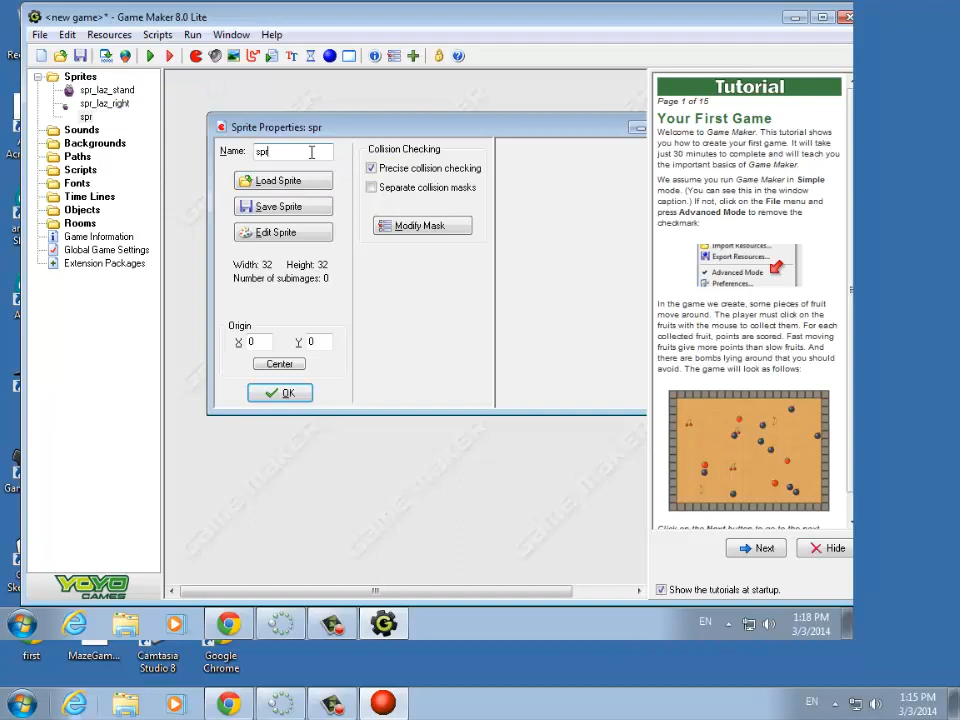 <new game>* - Game Maker 8.0 Lite
File Edit Resources Scripts Run Window Help
Sprites
spr_laz_stand
spr_laz_right
spr
Sounds
Backgrounds
Paths
Scripts
Fonts
Time Lines
Objects
Rooms
Game Information
Global Game Settings
Extension Packages
YOYO
GAMES
Sprite Properties: spr
Name: spr
Load Sprite
Save Sprite
Edit Sprite
Width: 32 Height: 32
Number of subimages: 0
Origin
X 0 Y 0
Center
OK
Collision Checking
Precise collision checking
Separate collision masks
Modify Mask
Tutorial
Page 1 of 15
Your First Game
Welcome to Game Maker. This tutorial
shows you how to create your first game. It will take
just 30 minutes to complete and will teach you
the important basics of Game Maker.
We assume you run Game Maker in Simple
mode. (You can see this in the window
caption.) If not, click on the File menu and
press Advanced Mode to remove the
checkmark:
Import Resources...
Export Resources...
Advanced Mode
Preferences...
In the game we create, some pieces of fruit
move around. The player must click on the
fruits with the mouse to collect them. For each
collected fruit, points are scored. Fast moving
fruits give more points than slow fruits. And
there are bombs lying around that you should
avoid. The game will look as follows:
Click on the Next button to go to the next
Next Hide
Show the tutorials at startup.
EN 1:18 PM
3/3/2014
first MazeGam... Camtasia Studio 8 Google Chrome
EN 1:15 PM
3/3/2014